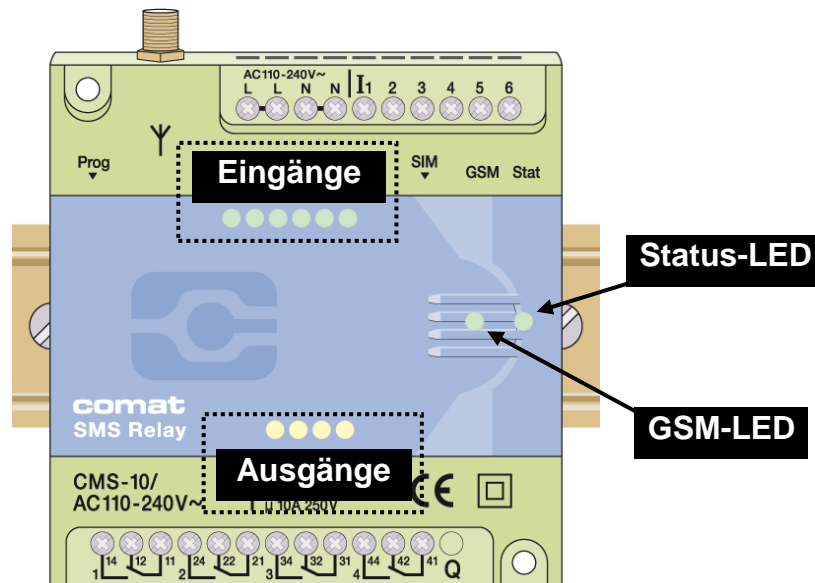 AC110-240V~
L L N N I1 2 3 4 5 6
Prog
Eingänge
SIM
GSM Stat
Status-LED
GSM-LED
comat
SMS Relay
Ausgänge
CMS-10/
AC110-240V~
µ 10A 250V
CE
14 12 11 24 22 21 34 32 31 44 42 41
1 2 3 4 Q